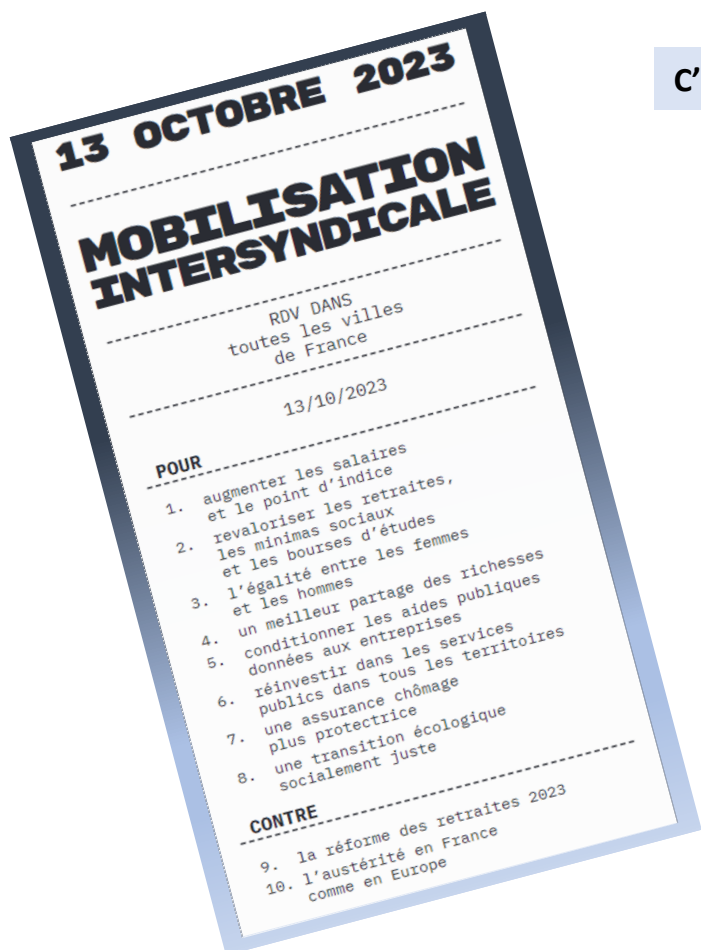 13 OCTOBRE 2023
MOBILISATION
INTERSYNDICALE
RDV DANS
toutes les villes
de France
13/10/2023
POUR
1. augmenter les salaires
et le point d'indice
2. revaloriser les retraites,
les minimas sociaux
et les bourses d'études
3. l'égalité entre les femmes
et les hommes
4. un meilleur partage des richesses
5. conditionner les aides publiques
données aux entreprises
6. réinvestir dans les services
publics dans tous les territoires
7. une assurance chômage
plus protectrice
8. une transition écologique
socialement juste
CONTRE
9. la réforme des retraites 2023
10. l'austérité en France
comme en Europe
C’